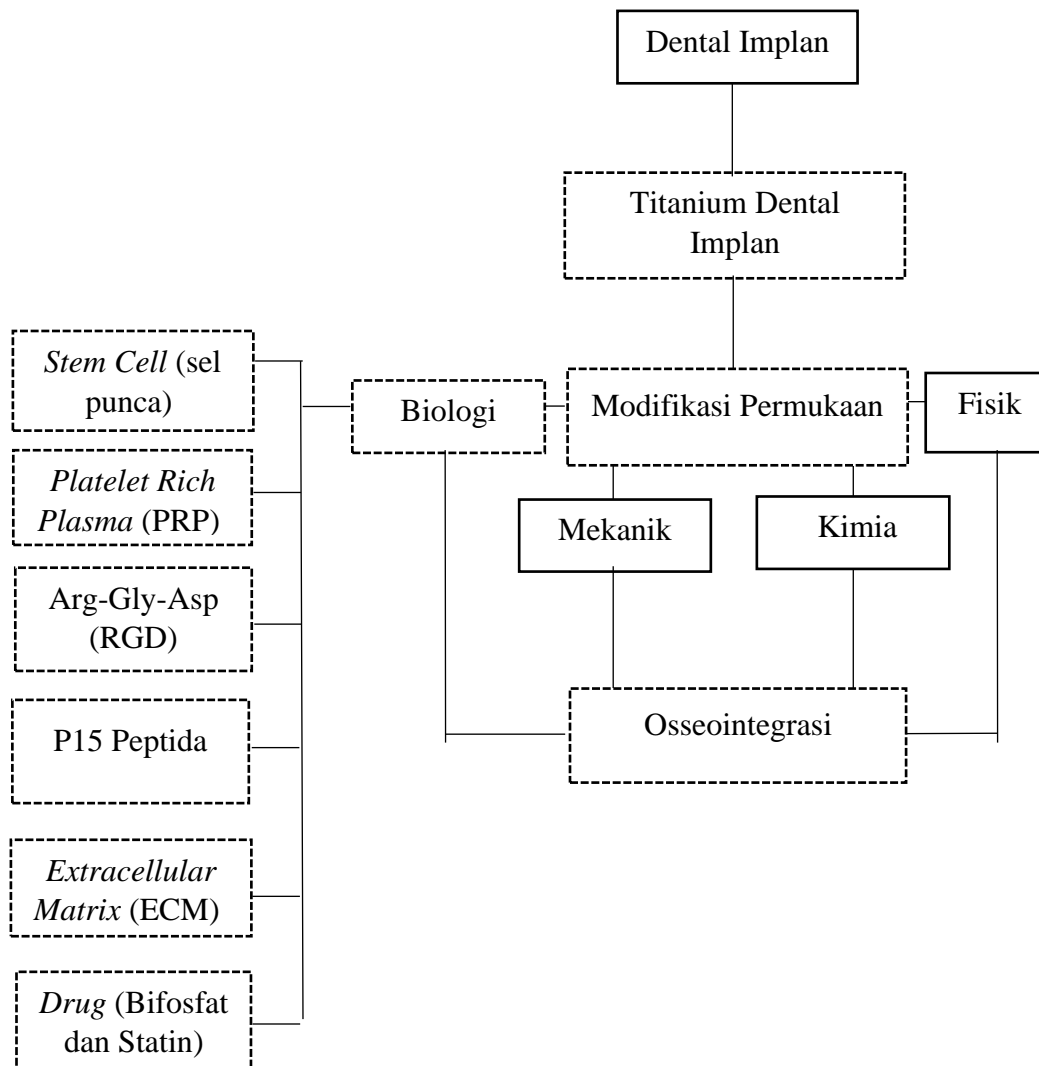 Dental Implan
Titanium Dental
Implan
Stem Cell (sel
punca)
Biologi
Modifikasi Permukaan
Fisik
Platelet Rich
Plasma (PRP)
Mekanik
Kimia
Arg-Gly-Asp
(RGD)
P15 Peptida
Osseointegrasi
Extracellular
Matrix (ECM)
Drug (Bifosfat
dan Statin)